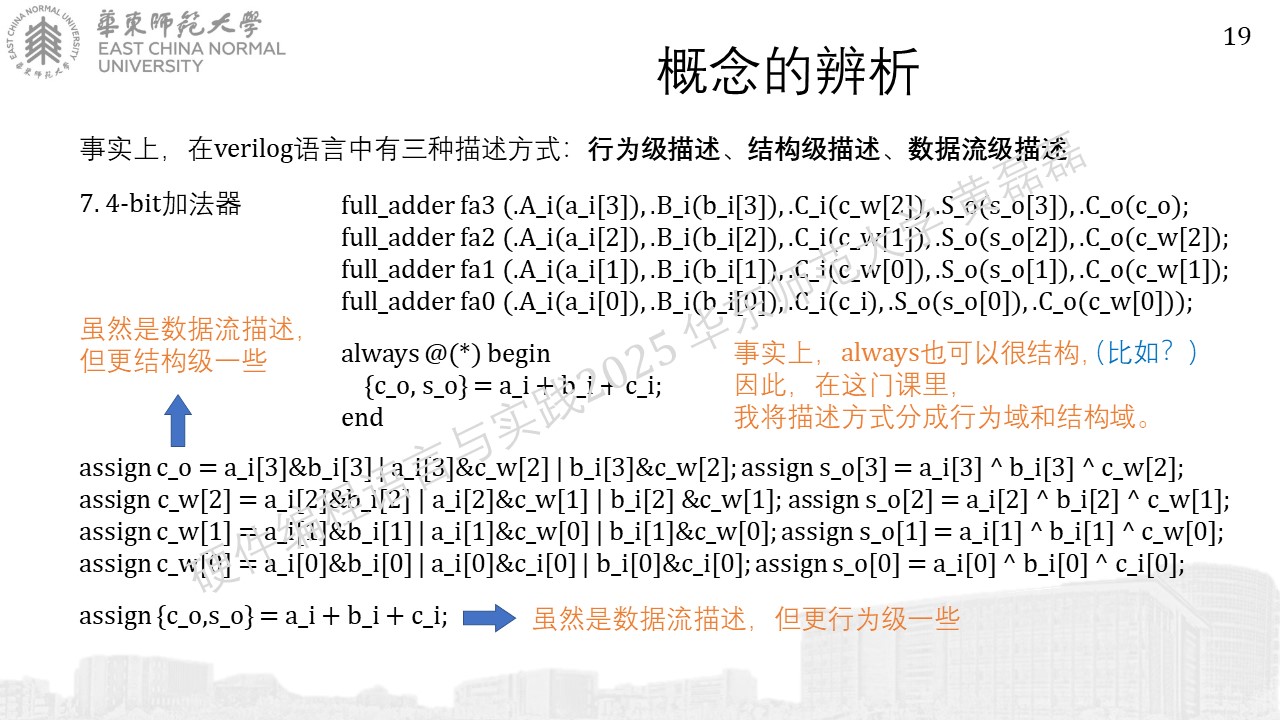 華東師範大學
EAST CHINA NORMAL
UNIVERSITY
EAST CHINA NORMAL UNIVERSITY
華东师范大学
19
概念的辨析
事实上，在verilog语言中有三种描述方式：行为级描述、结构级描述、数据流级描述
7. 4-bit加法器
full_adder fa3 (.A_i(a_i[3]), .B_i(b_i[3]), .C_i(c_w[2]), .S_o(s_o[3]), .C_o(c_o);
full_adder fa2 (.A_i(a_i[2]), .B_i(b_i[2]), .C_i(c_w[1]), .S_o(s_o[2]), .C_o(c_w[2]);
full_adder fa1 (.A_i(a_i[1]), .B_i(b_i[1]), .C_i(c_w[0]), .S_o(s_o[1]), .C_o(c_w[1]);
full_adder fa0 (.A_i(a_i[0]), .B_i(b_i[0]), .C_i(c_i), .S_o(s_o[0]), .C_o(c_w[0]));
虽然是数据流描述，
但更结构级一些
always @(*) begin
{c_o, s_o} = a_i + b_i + c_i;
end
事实上，always也可以很结构，（比如？）
因此，在这门课里，
我将描述方式分成行为域和结构域。
assign c_o = a_i[3]&b_i[3] | a_i[3]&c_w[2] | b_i[3]&c_w[2]; assign s_o[3] = a_i[3] ^ b_i[3] ^ c_w[2];
assign c_w[2] = a_i[2]&b_i[2] | a_i[2]&c_w[1] | b_i[2] &c_w[1]; assign s_o[2] = a_i[2] ^ b_i[2] ^ c_w[1];
assign c_w[1] = a_i[1]&b_i[1] | a_i[1]&c_w[0] | b_i[1]&c_w[0]; assign s_o[1] = a_i[1] ^ b_i[1] ^ c_w[0];
assign c_w[0] = a_i[0]&b_i[0] | a_i[0]&c_i[0] | b_i[0]&c_i[0]; assign s_o[0] = a_i[0] ^ b_i[0] ^ c_i[0];
assign {c_o,s_o} = a_i + b_i + c_i;
虽然是数据流描述，但更行为级一些
硬件编程语言与实践2025 华东师范大学 黄磊磊